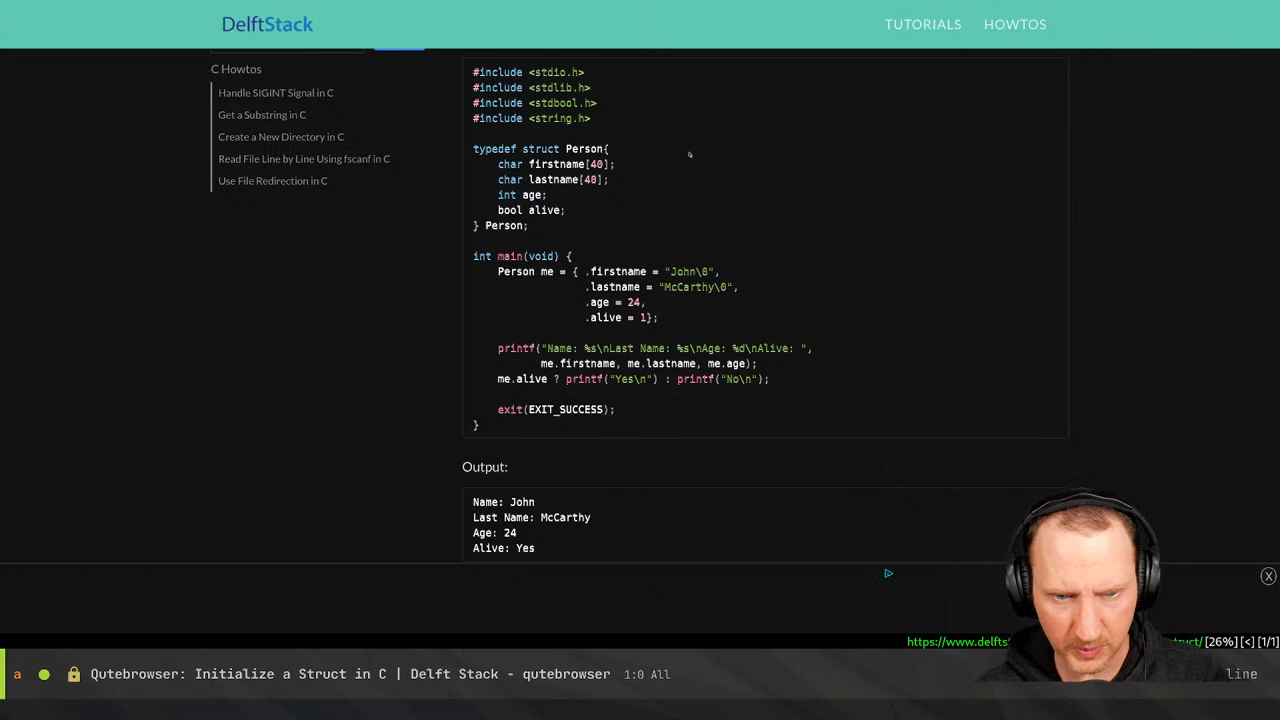 DelftStack
TUTORIALS HOWTOS
C Howtos
Handle SIGINT Signal in C
Get a Substring in C
Create a New Directory in C
Read File Line by Line Using fscanf in C
Use File Redirection in C
#include <stdio.h>
#include <stdlib.h>
#include <stdbool.h>
#include <string.h>
typedef struct Person{
char firstname[40];
char lastname[40];
int age;
bool alive;
} Person;
int main(void) {
Person me = { .firstname = "John\0",
.lastname = "McCarthy\0",
.age = 24,
.alive = 1};
printf("Name: %s\nLast Name: %s\nAge: %d\nAlive: ",
me.firstname, me.lastname, me.age);
me.alive ? printf("Yes\n") : printf("No\n");
exit(EXIT_SUCCESS);
}
Output:
Name: John
Last Name: McCarthy
Age: 24
Alive: Yes
https://www.delfts uct/ [26%] [<] [1/1]
a Qutebrowser: Initialize a Struct in C | Delft Stack - qutebrowser 1:0 All line